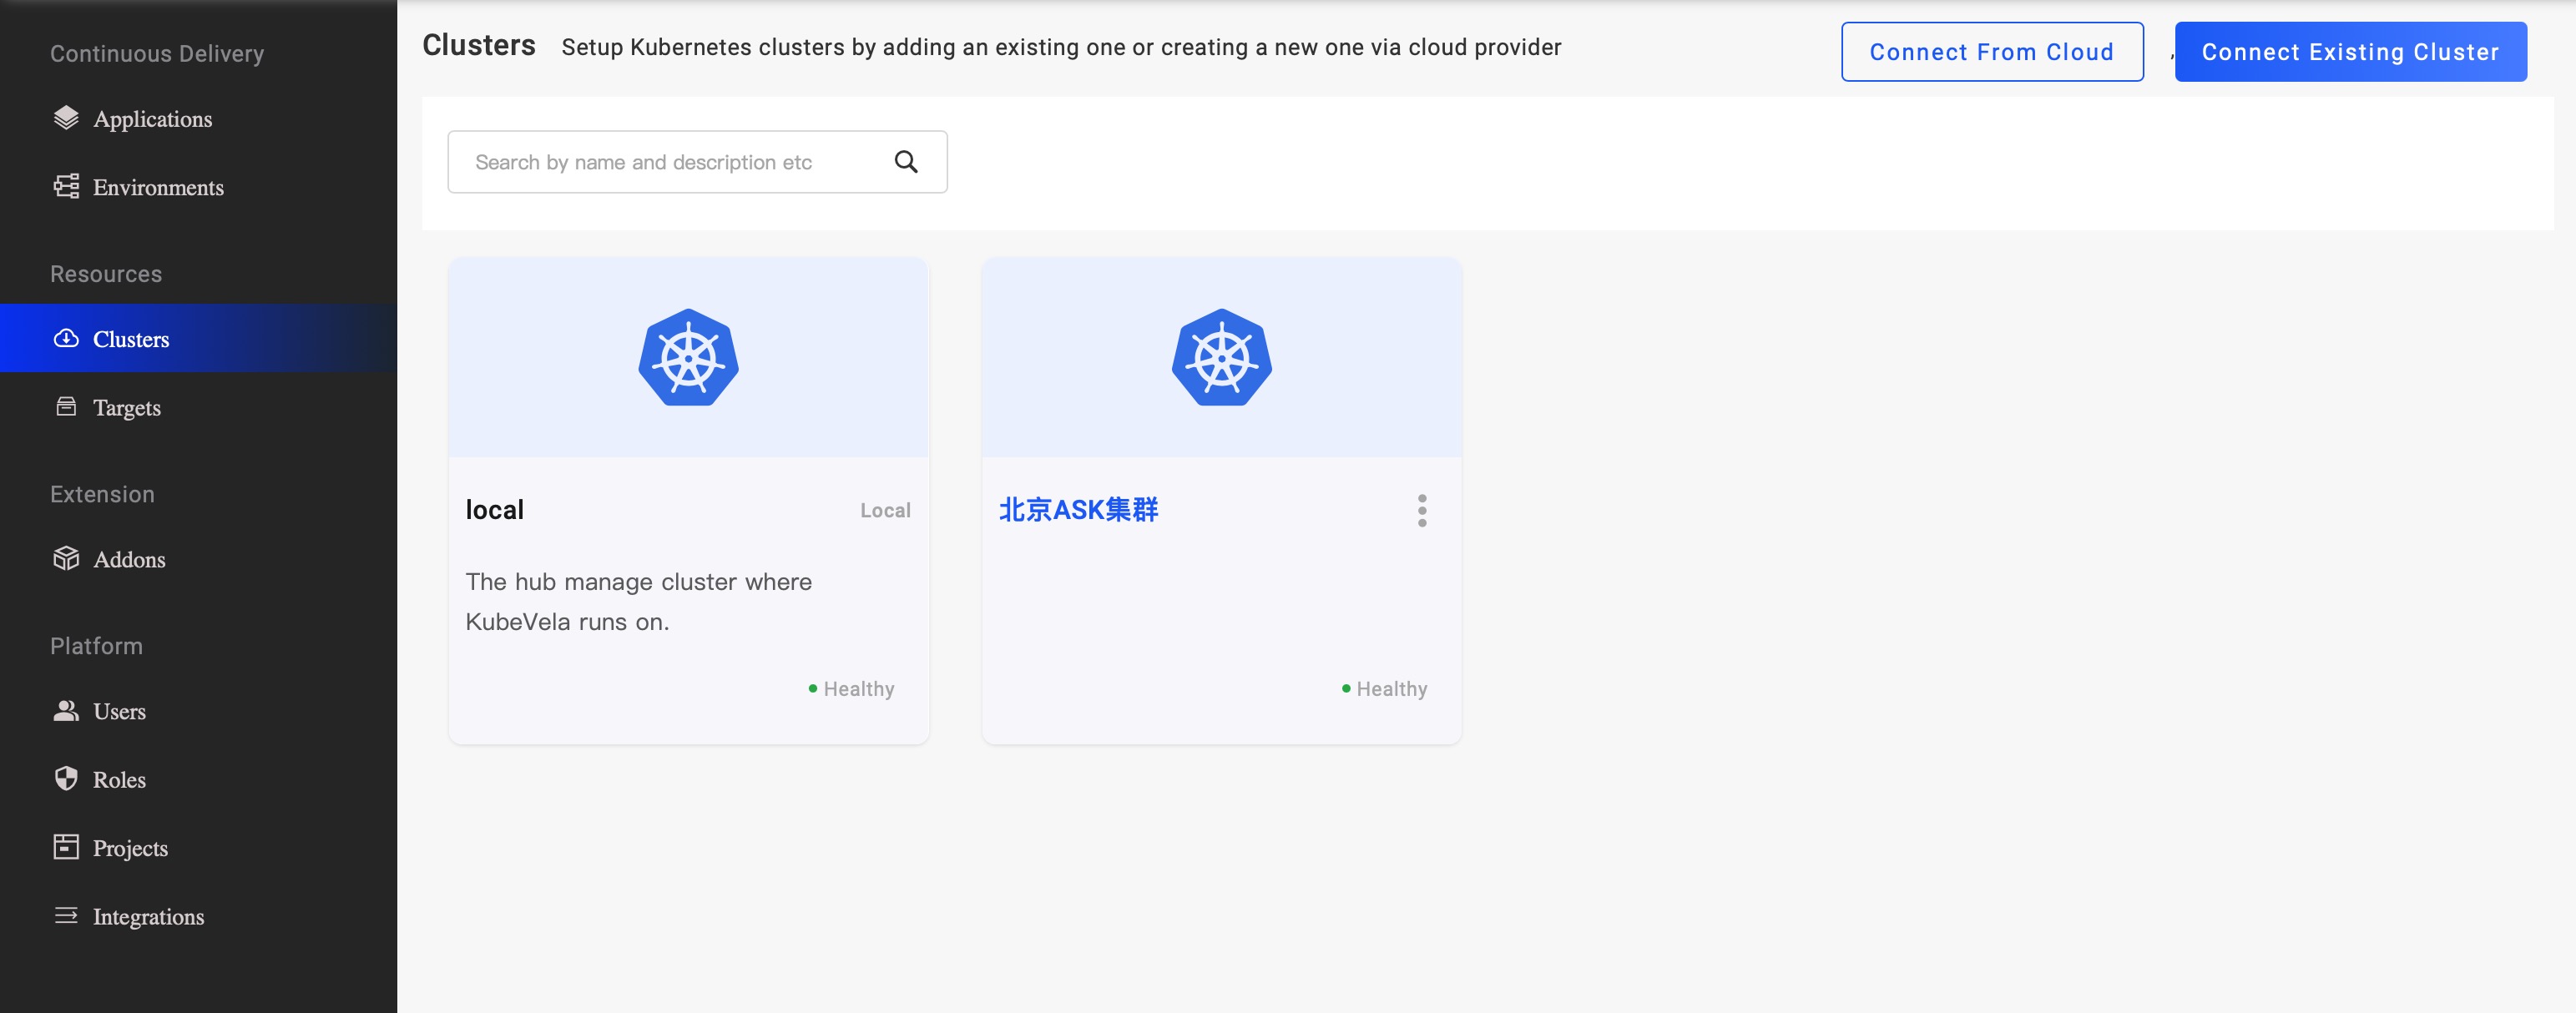 Continuous Delivery
Applications
Environments
Resources
Clusters
Targets
Extension
Addons
Platform
Users
Roles
Projects
Integrations
Clusters Setup Kubernetes clusters by adding an existing one or creating a new one via cloud provider
Connect From Cloud , Connect Existing Cluster
Search by name and description etc
local Local
The hub manage cluster where
KubeVela runs on.
Healthy
北京ASK集群
Healthy